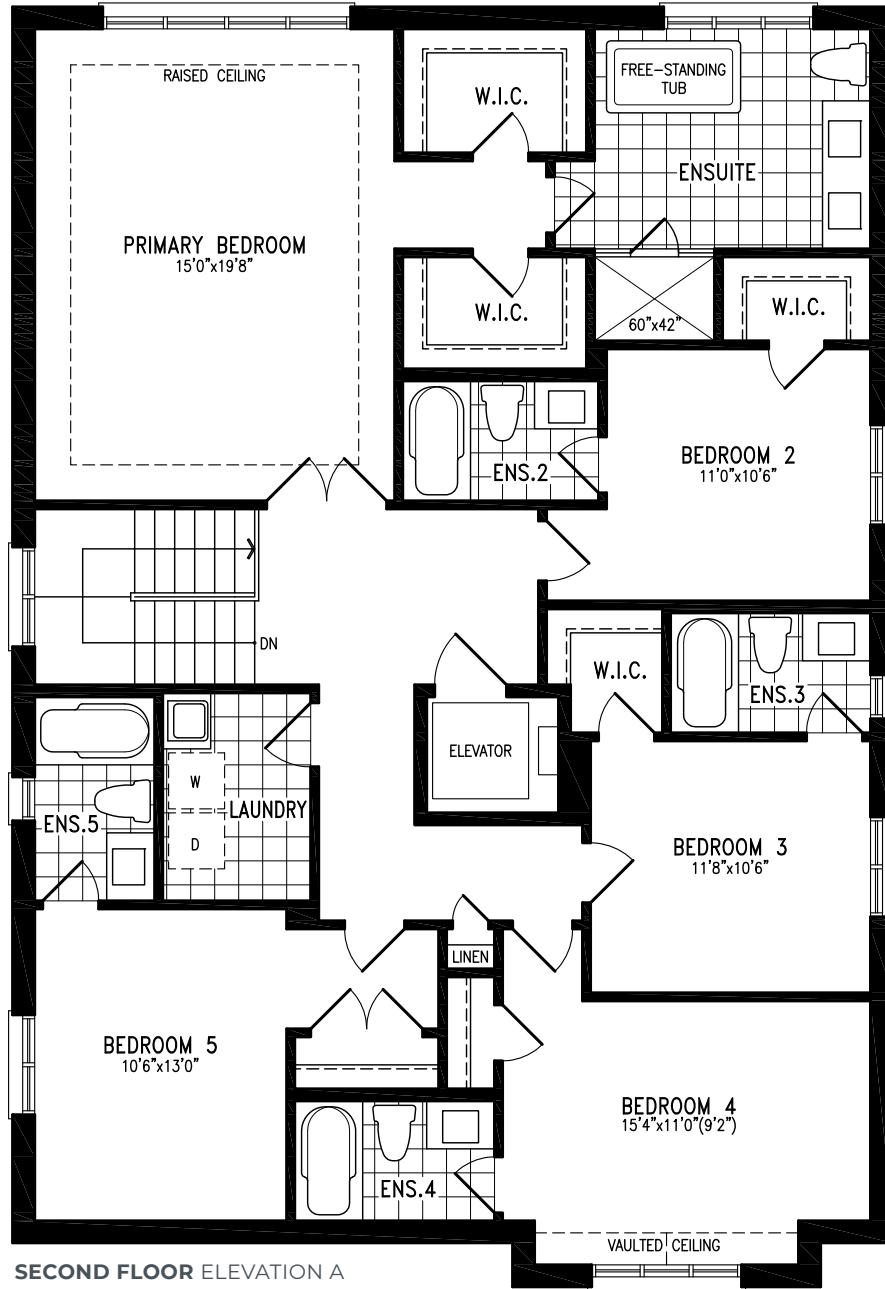 RAISED CEILING
W.I.C.
FREE-STANDING
TUB
ENSUITE
PRIMARY BEDROOM
15'0"x19'8"
W.I.C.
60"x42"
W.I.C.
ENS.2
BEDROOM 2
11'0"x10'6"
DN
W.I.C.
ENS.3
ELEVATOR
W
D
LAUNDRY
ENS.5
BEDROOM 3
11'8"x10'6"
LINEN
BEDROOM 5
10'6"x13'0"
BEDROOM 4
15'4"x11'0"(9'2")
ENS.4
VAULTED CEILING
SECOND FLOOR ELEVATION A